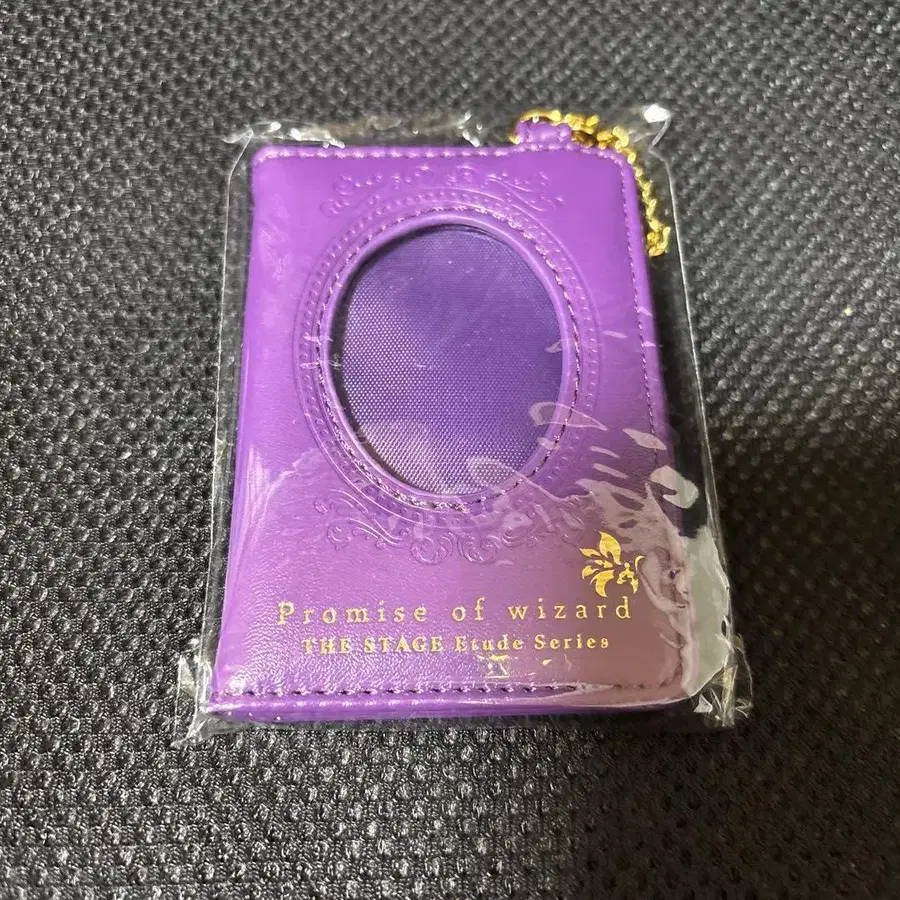 Promise of wizard
THE STAGE Etude Series